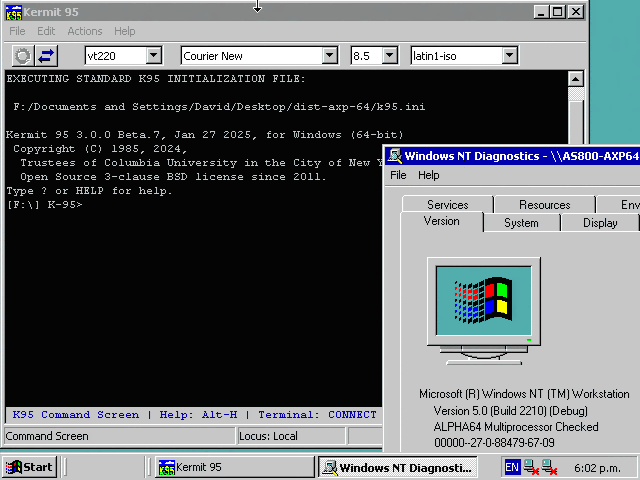 Kermit 95
File Edit Actions Help
vt220 Courier New 8.5 latin1-iso
EXECUTING STANDARD K95 INITIALIZATION FILE:
F:/Documents and Settings/David/Desktop/dist-axp-64/k95.ini
Kermit 95 3.0.0 Beta.7, Jan 27 2025, for Windows (64-bit)
Copyright (C) 1985, 2024,
Trustees of Columbia University in the City of New Y
Open Source 3-clause BSD license since 2011.
Type ? or HELP for help.
[F:\] K-95>
K95 Command Screen | Help: Alt-H | Terminal: CONNECT
Command Screen Locus: Local
Windows NT Diagnostics - \\AS800-AXP64
File Help
Services Resources Env
Version System Display
Microsoft (R) Windows NT (TM) Workstation
Version 5.0 (Build 2210) (Debug)
ALPHA64 Multiprocessor Checked
00000--27-0-88479-67-09
Start Kermit 95 Windows NT Diagnosti... EN 6:02 p.m.